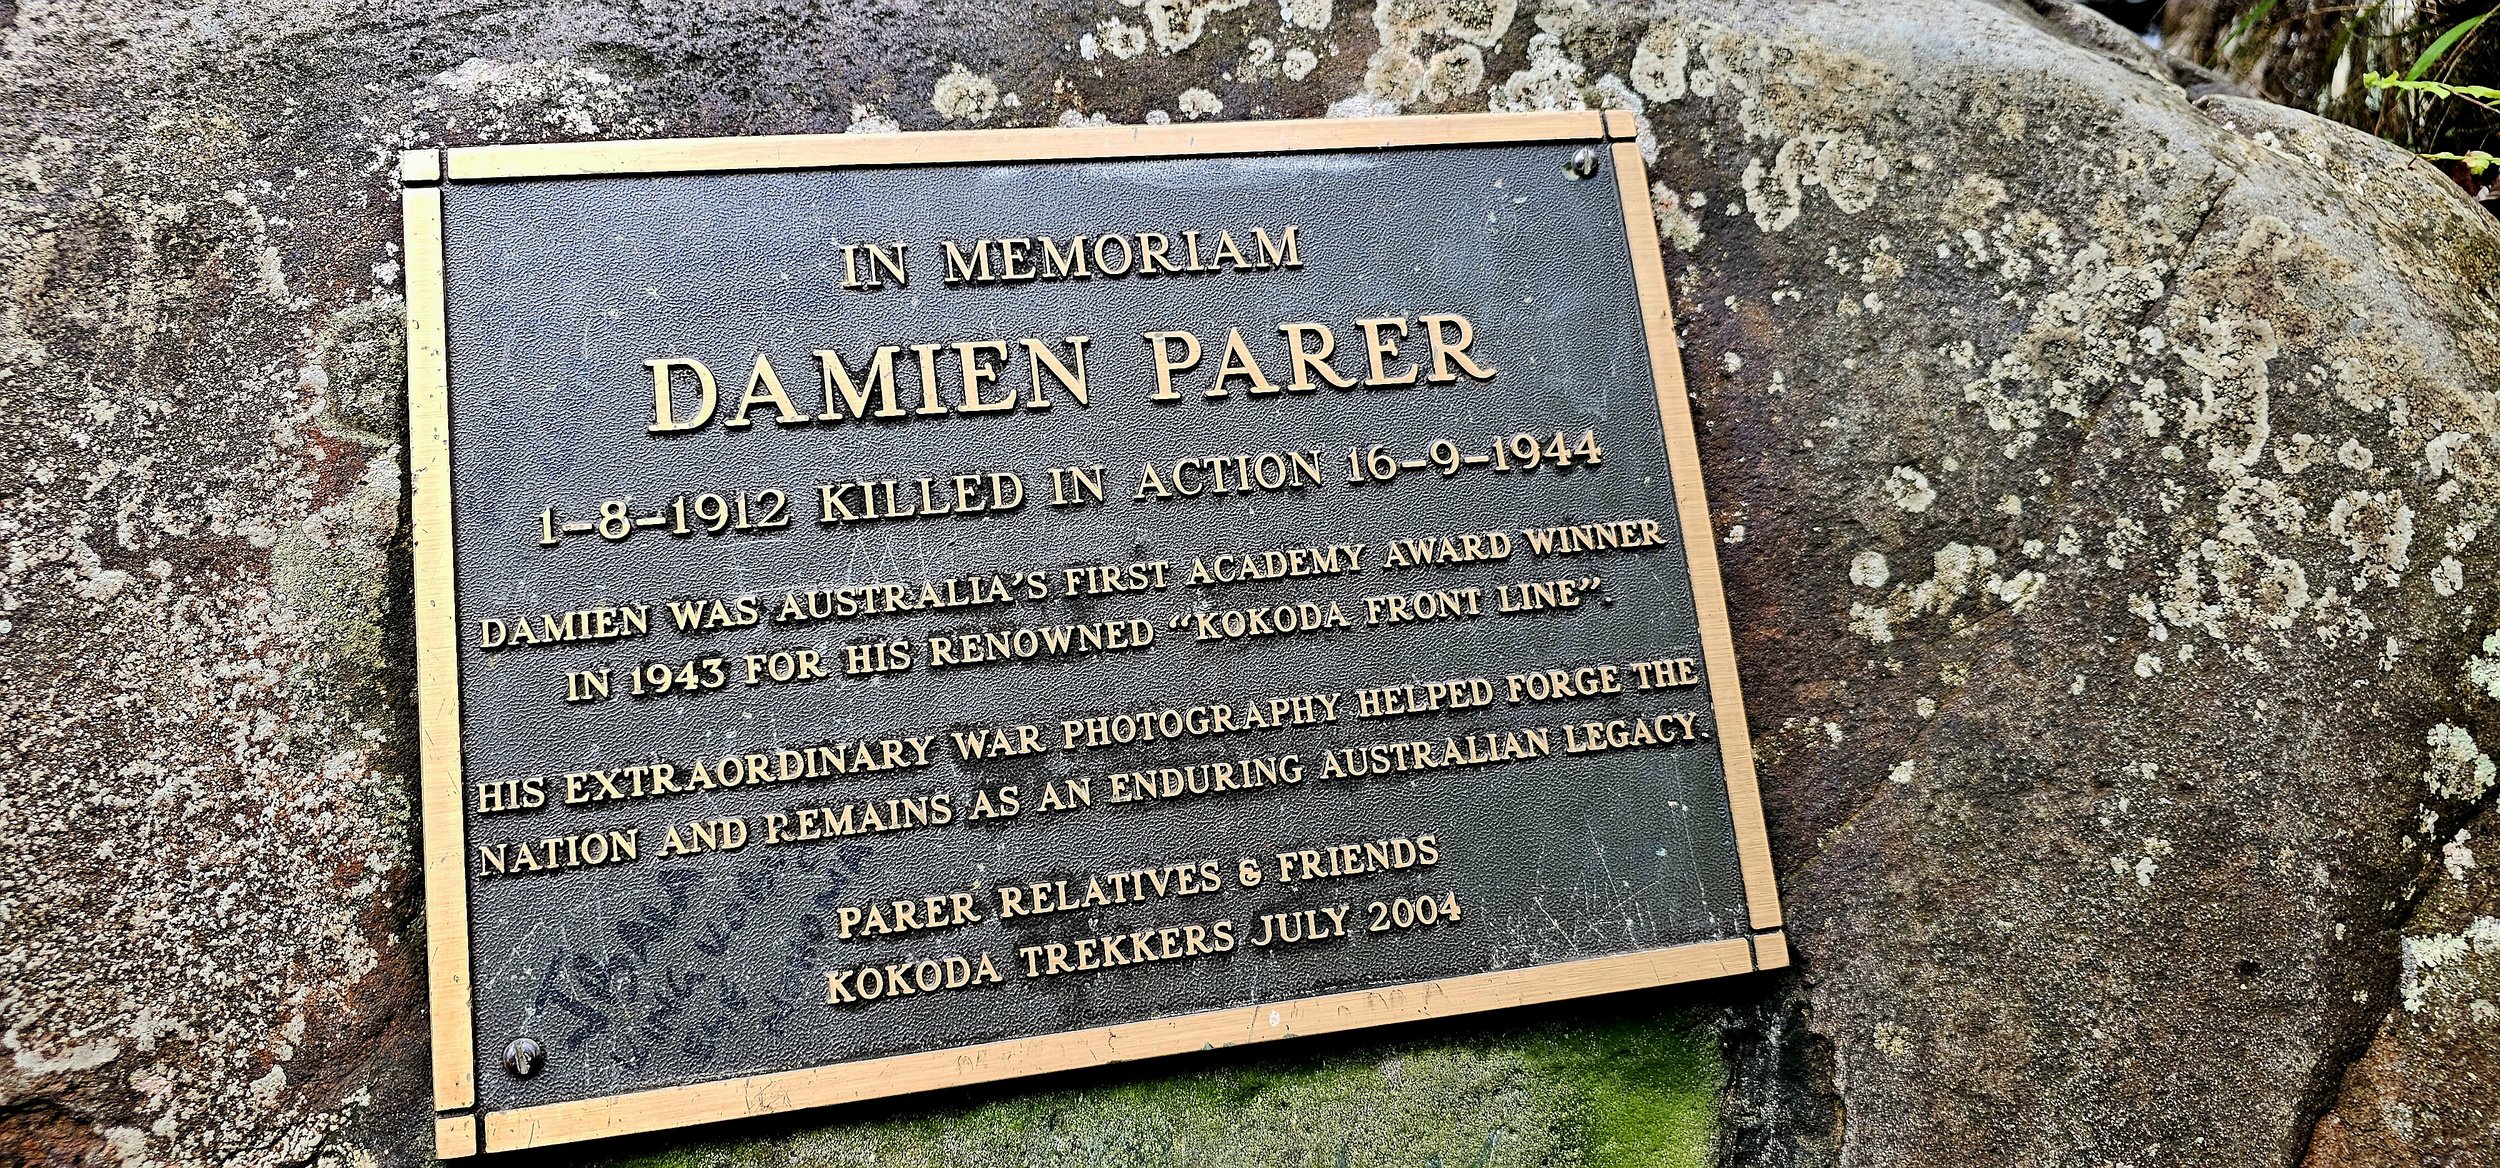 IN MEMORIAM
DAMIEN PARER
1-8-1912 KILLED IN ACTION 16-9-1944
DAMIEN WAS AUSTRALIA'S FIRST ACADEMY AWARD WINNER
IN 1943 FOR HIS RENOWNED “KOKODA FRONT LINE”.
HIS EXTRAORDINARY WAR PHOTOGRAPHY HELPED FORGE THE
NATION AND REMAINS AS AN ENDURING AUSTRALIAN LEGACY.
PARER RELATIVES & FRIENDS
KOKODA TREKKERS JULY 2004